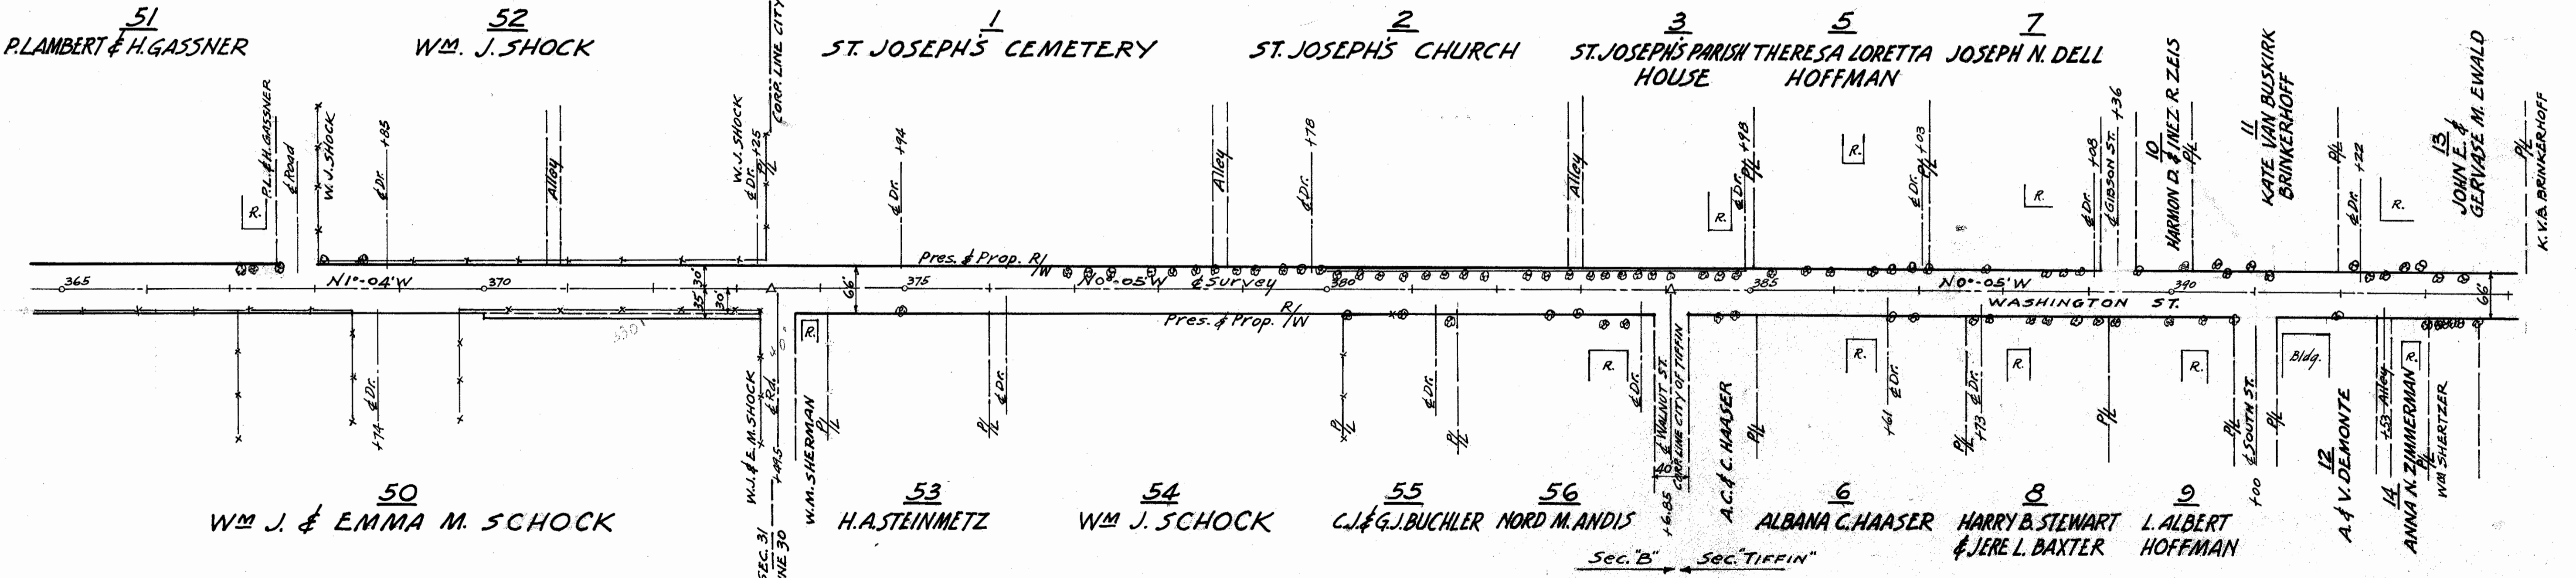 51
P. LAMBERT & H. GASSNER
52
WM. J. SHOCK
1
ST. JOSEPH'S CEMETERY
2
ST. JOSEPH'S CHURCH
3
ST. JOSEPH'S PARISH
HOUSE
5
THERESA LORETTA
HOFFMAN
7
JOSEPH N. DELL
10
HARMON D. & INEZ R. ZEIS
11
KATE VAN BUSKIRK
BRINKERHOFF
13
JOHN E. &
GERVASE M. EWALD
K.V.B. BRINKERHOFF
P/L
R.
P.L. & H. GASSNER
℄ Road
W. J. SHOCK
℄ Dr. +85
Alley
W. J. SHOCK
℄ Dr. +25
P/L
CORP. LINE CITY
℄ Dr. +94
Alley
℄ Dr. +78
Alley
R.
℄ Dr.
P/L +98
R.
℄ Dr.
P/L +03
R.
℄ Dr. +08
℄ GIBSON ST. +36
P/L
P/L
℄ Dr. +22
R.
Pres. & Prop. R/W
365
N1°-04'W
370
35' 30'
30'
66'
375
N0°-05'W ℄ Survey
380
385
N0°-05'W
390
WASHINGTON ST.
66'
Pres. & Prop. R/W
3301
+74 ℄ Dr.
W.J. & E.M. SHOCK
℄ Rd.
+49.5
R.
W.M. SHERMAN
P/L
P/L
℄ Dr.
P/L
℄ Dr.
P/L
R.
℄ Dr.
℄ WALNUT ST.
+6.85
CORP. LINE CITY OF TIFFIN
A.C. & C. HAASER
P/L
R.
+61 ℄ Dr.
P/L
+73 ℄ Dr.
R.
P/L
R.
P/L
℄ SOUTH ST.
+00
P/L
Bldg.
12
A. & V. DEMONTE
+53 Alley
14
ANNA N. ZIMMERMAN
R.
P/L
WM SHERTZER
50
WM J. & EMMA M. SCHOCK
SEC. 31
LINE 30
53
H.A. STEINMETZ
54
WM J. SCHOCK
55
C.J. & G.J. BUCHLER
56
NORD M. ANDIS
6
ALBANA C. HAASER
8
HARRY B. STEWART
& JERE L. BAXTER
9
L. ALBERT
HOFFMAN
Sec. "B"
Sec. "TIFFIN"